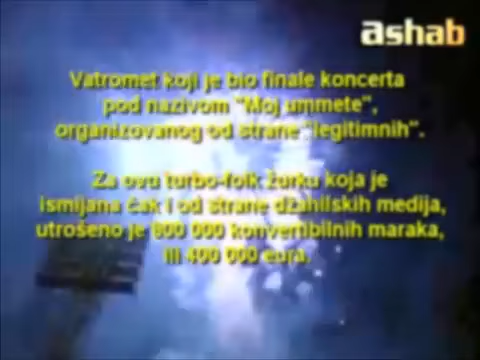 ashab
Vatromet koji je bio finale koncerta
pod nazivom "Moj ummete",
organizovanog od strane "legitimnih".
Za ovu turbo-folk žurku koja je
ismijana čak i od strane džahilskih medija,
utrošeno je 800 000 konvertibilnih maraka,
ili 400 000 eura.